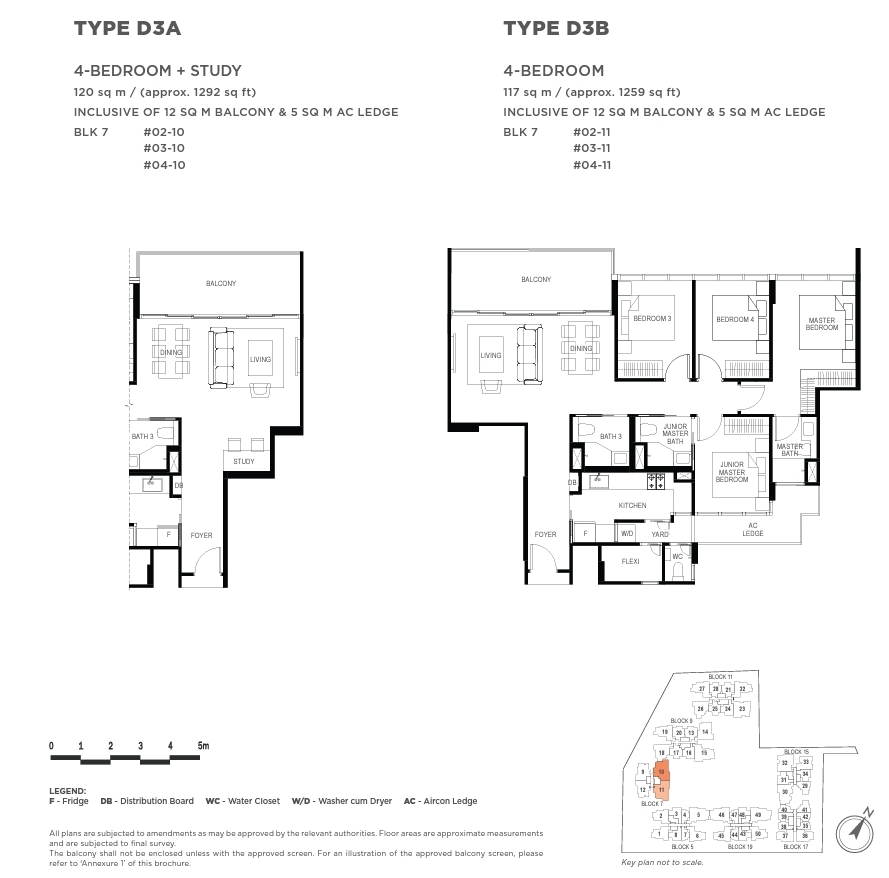 TYPE D3A
4-BEDROOM + STUDY
120 sq m / (approx. 1292 sq ft)
INCLUSIVE OF 12 SQ M BALCONY & 5 SQ M AC LEDGE
BLK 7 #02-10
#03-10
#04-10
TYPE D3B
4-BEDROOM
117 sq m / (approx. 1259 sq ft)
INCLUSIVE OF 12 SQ M BALCONY & 5 SQ M AC LEDGE
BLK 7 #02-11
#03-11
#04-11
BALCONY
DINING
LIVING
BATH 3
STUDY
DB
F
FOYER
BALCONY
BEDROOM 3
BEDROOM 4
MASTER
BEDROOM
LIVING
DINING
BATH 3
JUNIOR
MASTER
BATH
MASTER
BATH
JUNIOR
MASTER
BEDROOM
DB
KITCHEN
FOYER
F
W/D
YARD
AC
LEDGE
FLEXI
WC
0 1 2 3 4 5m
LEGEND:
F - Fridge DB - Distribution Board WC - Water Closet W/D - Washer cum Dryer AC - Aircon Ledge
All plans are subjected to amendments as may be approved by the relevant authorities. Floor areas are approximate measurements
and are subjected to final survey.
The balcony shall not be enclosed unless with the approved screen. For an illustration of the approved balcony screen, please
refer to 'Annexure 1' of this brochure.
BLOCK 11
27 28 21 22
26 25 24 23
BLOCK 9
19 20 13 14
18 17 16 15
BLOCK 15
32 33
31 34
30 29
9 10
12 11
BLOCK 7
2 3 4 5
1 8 7 6
BLOCK 5
46 47 48 49
45 44 43 50
BLOCK 19
40 41
39 42
38 35
37 36
BLOCK 17
Key plan not to scale.
N